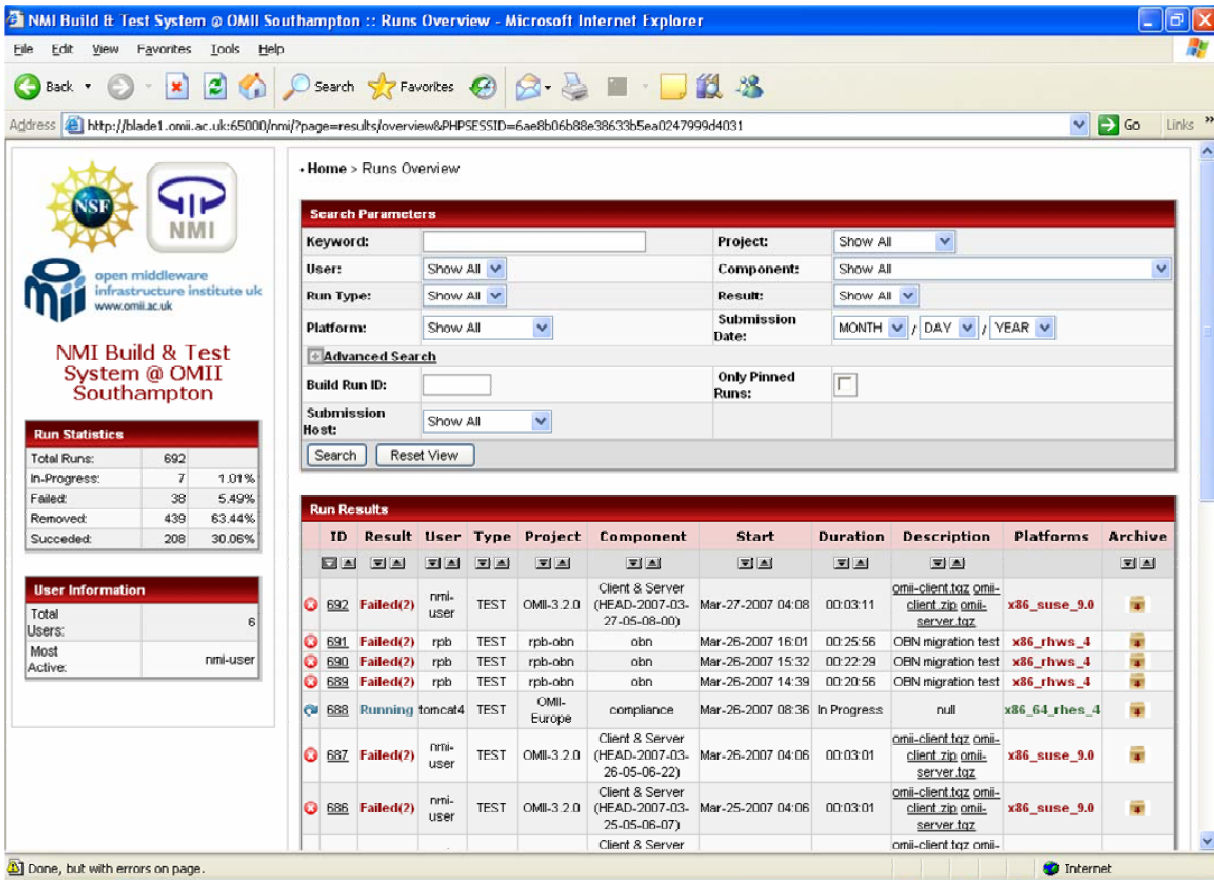 NMI Build & Test System @ OMII Southampton :: Runs Overview - Microsoft Internet Explorer
File Edit View Favorites Tools Help
Back Search Favorites
Address http://blade1.omii.ac.uk:65000/nmi/?page=results/overview&PHPSESSID=6ae8b06b88e38633b5ea0247999d4031 Go Links »
NSF
NMI
omii
open middleware
infrastructure institute uk
www.omii.ac.uk
NMI Build & Test
System @ OMII
Southampton
Run Statistics
Total Runs: 692
In-Progress: 7 1.01%
Failed: 38 5.49%
Removed: 439 63.44%
Succeded: 208 30.06%
User Information
Total
Users: 6
Most
Active: nmi-user
• Home > Runs Overview
Search Parameters
Keyword: Project: Show All
User: Show All Component: Show All
Run Type: Show All Result: Show All
Platform: Show All Submission
Date: MONTH / DAY / YEAR
Advanced Search
Build Run ID: Only Pinned
Runs:
Submission
Host: Show All
Search Reset View
Run Results
ID Result User Type Project Component Start Duration Description Platforms Archive
692 Failed(2) nmi-user TEST OMII-3.2.0 Client & Server (HEAD-2007-03-27-05-08-00) Mar-27-2007 04:08 00:03:11 omii-client.tgz omii-client.zip omii-server.tgz x86_suse_9.0
691 Failed(2) rpb TEST rpb-obn obn Mar-26-2007 16:01 00:25:56 OBN migration test x86_rhws_4
690 Failed(2) rpb TEST rpb-obn obn Mar-26-2007 15:32 00:22:29 OBN migration test x86_rhws_4
689 Failed(2) rpb TEST rpb-obn obn Mar-26-2007 14:39 00:20:56 OBN migration test x86_rhws_4
688 Running tomcat4 TEST OMII-Europe compliance Mar-26-2007 08:36 In Progress null x86_64_rhes_4
687 Failed(2) nmi-user TEST OMII-3.2.0 Client & Server (HEAD-2007-03-26-05-06-22) Mar-26-2007 04:06 00:03:01 omii-client.tgz omii-client.zip omii-server.tgz x86_suse_9.0
686 Failed(2) nmi-user TEST OMII-3.2.0 Client & Server (HEAD-2007-03-25-05-06-07) Mar-25-2007 04:06 00:03:01 omii-client.tgz omii-client.zip omii-server.tgz x86_suse_9.0
Client & Server omii-client.tgz omii-
Done, but with errors on page. Internet